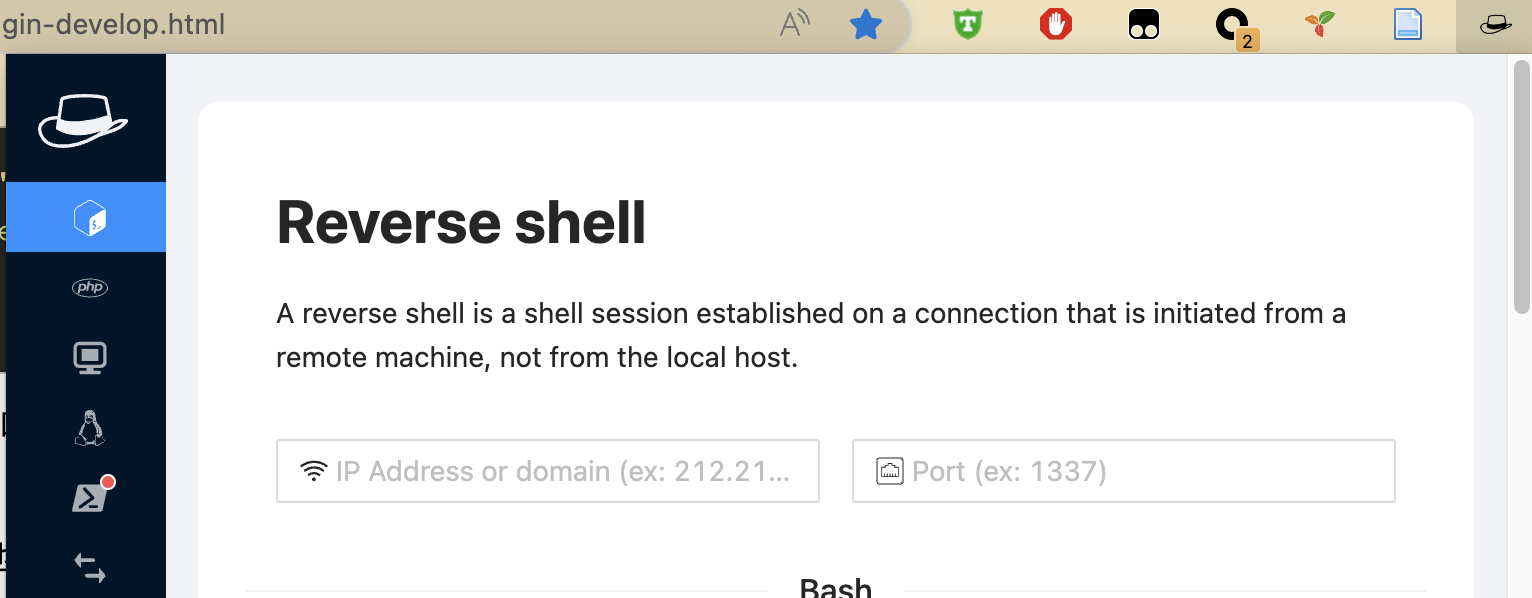 gin-develop.html
A
T
2
php
Reverse shell
A reverse shell is a shell session established on a connection that is initiated from a
remote machine, not from the local host.
IP Address or domain (ex: 212.21...
Port (ex: 1337)
Bash